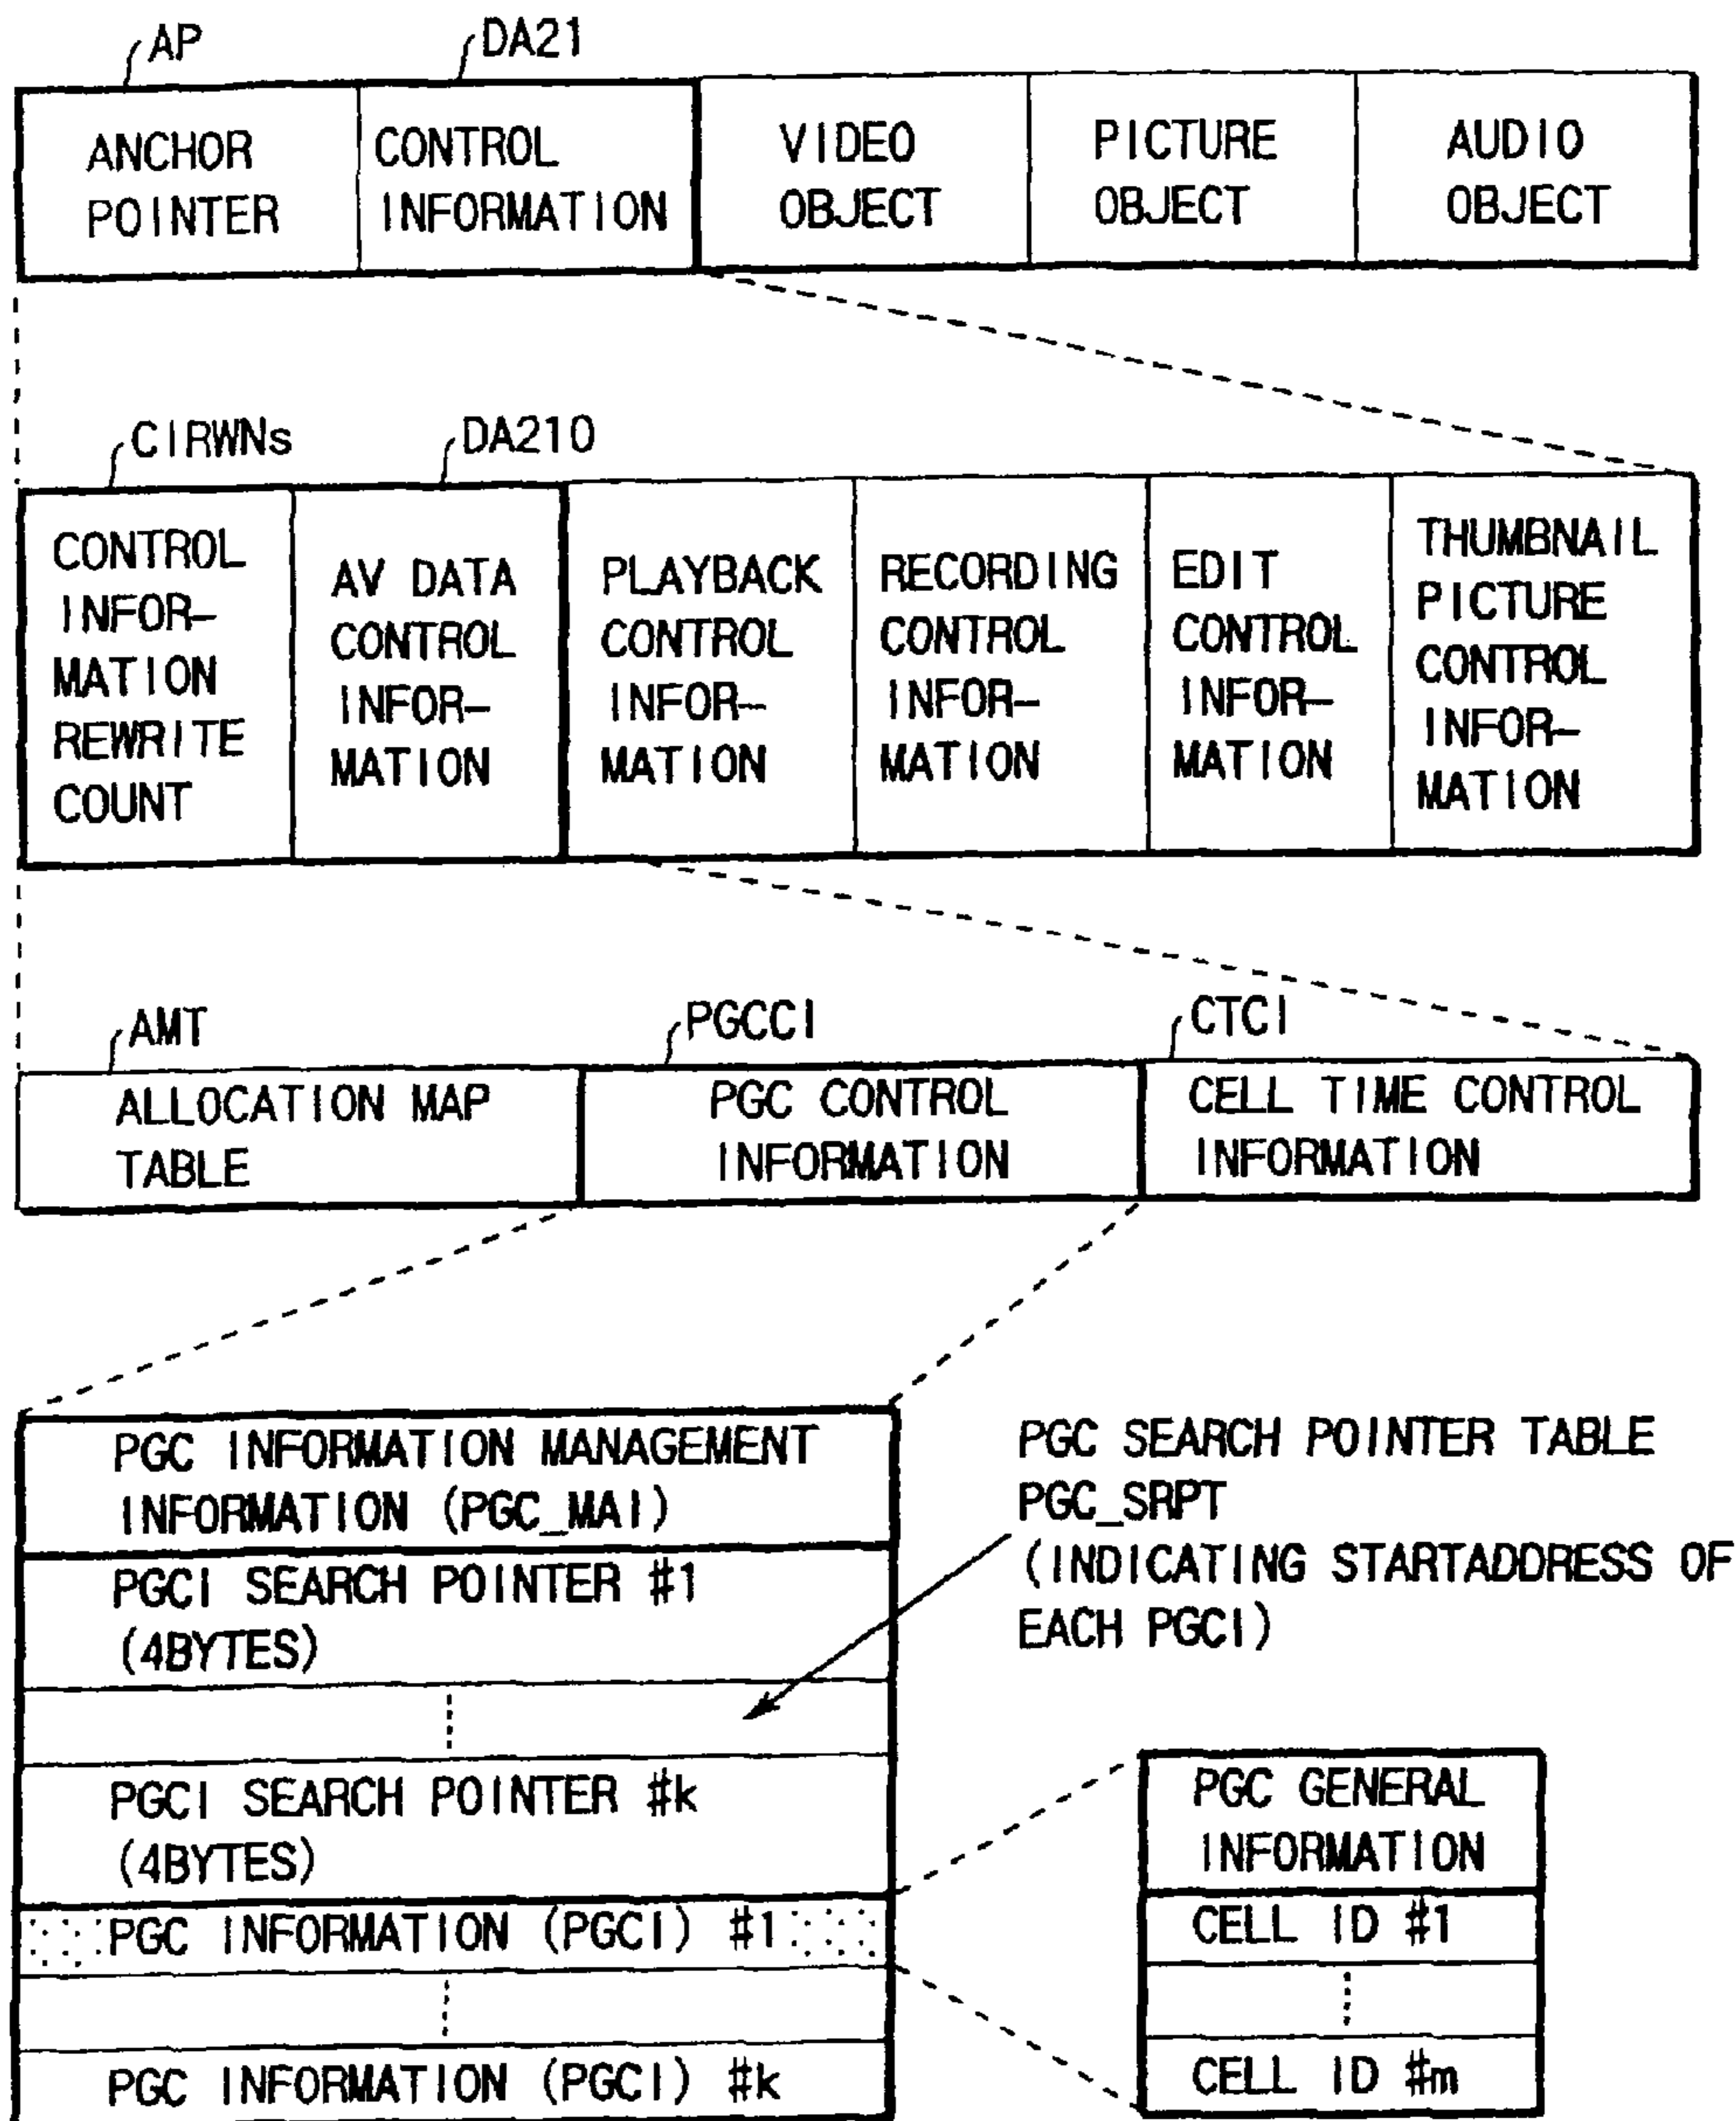 AP
DA21
ANCHOR
POINTER
CONTROL
INFORMATION
VIDEO
OBJECT
PICTURE
OBJECT
AUDIO
OBJECT
CIRWNs
DA210
CONTROL
INFOR-
MATION
REWRITE
COUNT
AV DATA
CONTROL
INFOR-
MATION
PLAYBACK
CONTROL
INFOR-
MATION
RECORDING
CONTROL
INFOR-
MATION
EDIT
CONTROL
INFOR-
MATION
THUMBNAIL
PICTURE
CONTROL
INFOR-
MATION
AMT
PGCCI
CTCI
ALLOCATION MAP
TABLE
PGC CONTROL
INFORMATION
CELL TIME CONTROL
INFORMATION
PGC INFORMATION MANAGEMENT
INFORMATION (PGC_MAI)
PGCI SEARCH POINTER #1
(4BYTES)
PGCI SEARCH POINTER #k
(4BYTES)
PGC INFORMATION (PGCI) #1
PGC INFORMATION (PGCI) #k
PGC SEARCH POINTER TABLE
PGC_SRPT
(INDICATING STARTADDRESS OF
EACH PGCI)
PGC GENERAL
INFORMATION
CELL ID #1
CELL ID #m